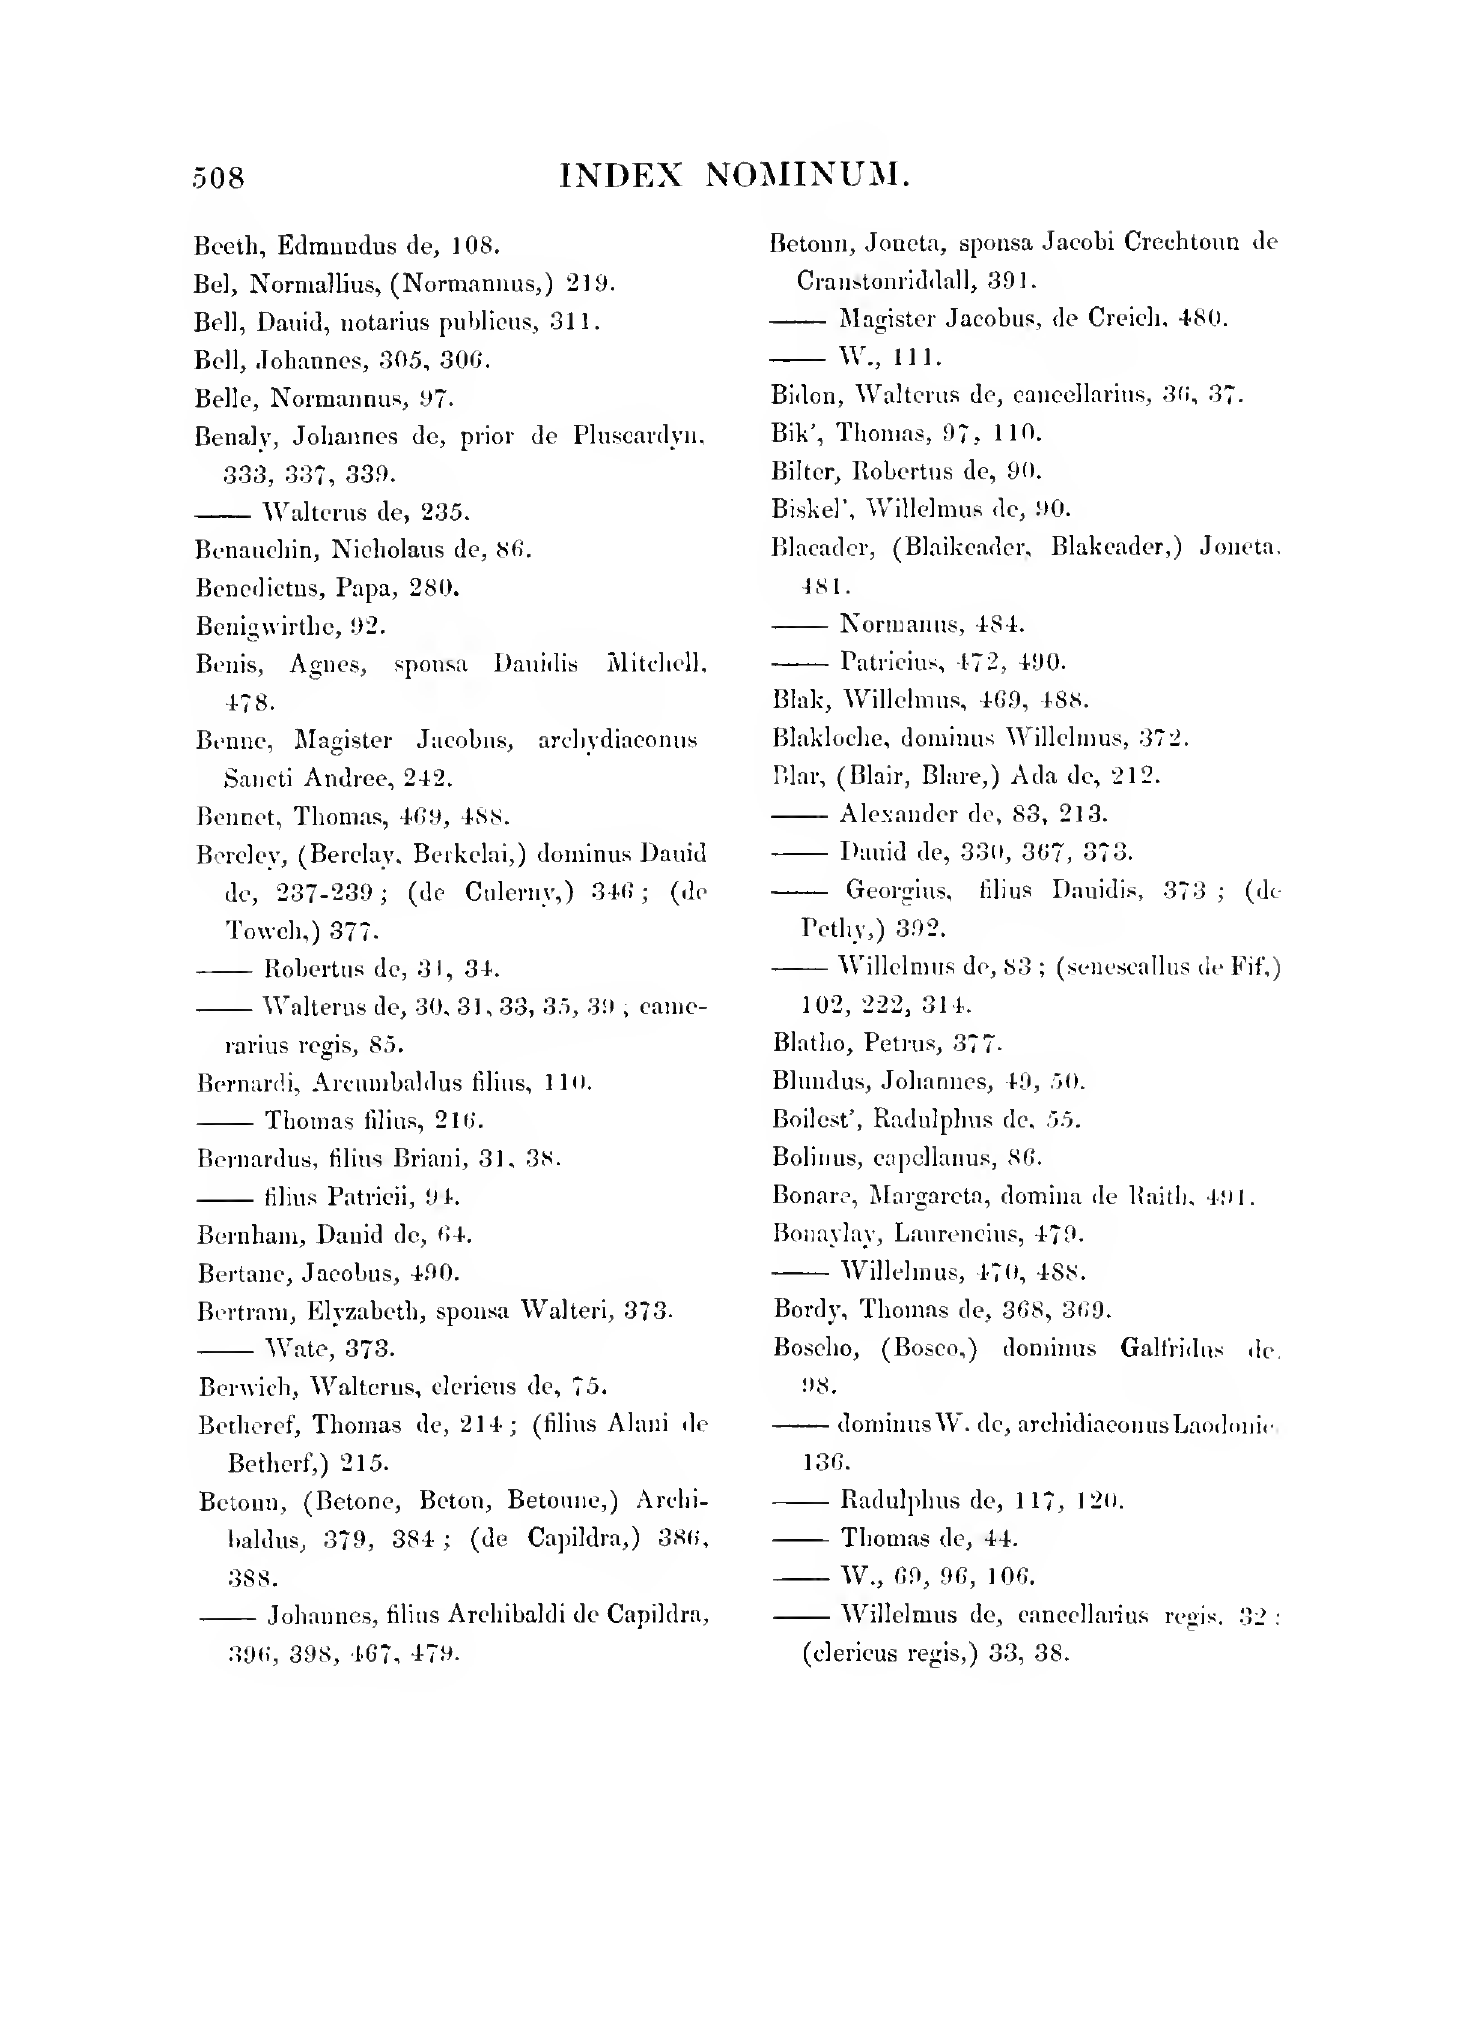 508
INDEX NOMINUM.
Beeth, Edmundus de, 108.
Bel, Normallius, (Normannus,) 219.
Bell, Dauid, notarius publicus, 311.
Bell, Johannes, 305, 306.
Belle, Normannus, 97.
Benaly, Johannes de, prior de Pluscardyn,
333, 337, 339.
—— Walterus de, 235.
Benauchin, Nicholaus de, 86.
Benedictus, Papa, 280.
Benigwirthe, 92.
Benis, Agnes, sponsa Dauidis Mitchell,
478.
Benne, Magister Jacobus, archydiaconus
Sancti Andree, 242.
Bennet, Thomas, 469, 488.
Bercley, (Berclay, Berkelai,) dominus Dauid
de, 237-239; (de Culerny,) 346; (de
Towch,) 377.
—— Robertus de, 31, 34.
—— Walterus de, 30, 31, 33, 35, 39; came-
rarius regis, 85.
Bernardi, Arcumbaldus filius, 110.
—— Thomas filius, 216.
Bernardus, filius Briani, 31, 38.
—— filius Patricii, 94.
Bernham, Dauid de, 64.
Bertane, Jacobus, 490.
Bertram, Elyzabeth, sponsa Walteri, 373.
—— Wate, 373.
Berwich, Walterus, clericus de, 75.
Betheref, Thomas de, 214; (filius Alani de
Betherf,) 215.
Betoun, (Betone, Beton, Betoune,) Archi-
baldus, 379, 384; (de Capildra,) 386,
388.
—— Johannes, filius Archibaldi de Capildra,
396, 398, 467, 479.
Betoun, Joneta, sponsa Jacobi Crechtoun de
Cranstonriddall, 391.
—— Magister Jacobus, de Creich, 480.
—— W., 111.
Bidon, Walterus de, cancellarius, 36, 37.
Bik', Thomas, 97, 110.
Bilter, Robertus de, 90.
Biskel', Willelmus de, 90.
Blacader, (Blaikcader, Blakcader,) Joneta,
481.
—— Normanus, 484.
—— Patricius, 472, 490.
Blak, Willelmus, 469, 488.
Blakloche, dominus Willelmus, 372.
Blar, (Blair, Blare,) Ada de, 212.
—— Alexander de, 83, 213.
—— Dauid de, 330, 367, 373.
—— Georgius, filius Dauidis, 373; (de
Pethy,) 392.
—— Willelmus de, 83; (senescallus de Fif,)
102, 222, 314.
Blatho, Petrus, 377.
Blundus, Johannes, 49, 50.
Boilest', Radulphus de, 55.
Bolinus, capellanus, 86.
Bonare, Margareta, domina de Raith, 491.
Bonaylay, Laurencius, 479.
—— Willelmus, 470, 488.
Bordy, Thomas de, 368, 369.
Boscho, (Bosco,) dominus Galfridus de,
98.
—— dominus W. de, archidiaconus Laodonie
136.
—— Radulphus de, 117, 120.
—— Thomas de, 44.
—— W., 69, 96, 106.
—— Willelmus de, cancellarius regis, 32;
(clericus regis,) 33, 38.